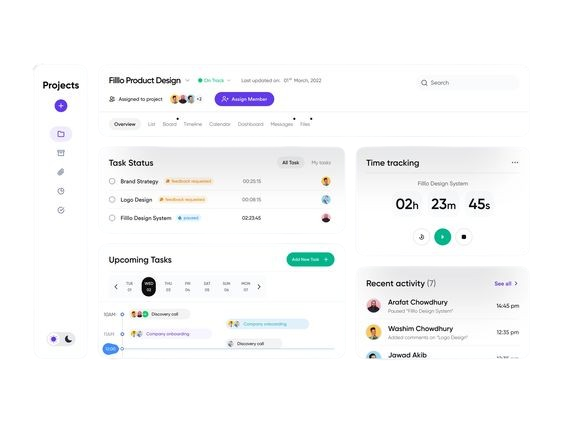 Projects
Filllo Product Design
On Track
Last updated on: 01st March, 2022
Search
Assigned to project
+2
Assign Member
Overview
List
Board
Timeline
Calendar
Dashboard
Messages
Files
Task Status
All Task
My tasks
Brand Strategy
feedback requested
00:25:15
Logo Design
feedback requested
00:08:15
Filllo Design System
paused
02:23:45
Time tracking
Filllo Design System
02h 23m 45s
Upcoming Tasks
Add New Task +
TUE WED THU FRI SAT SUN MON
01 02 03 04 05 06 07
10AM
Discovery call
Company onboarding
11AM
Company onboarding
Discovery call
12:00
Recent activity (7)
See all
Arafat Chowdhury
Paused "Filllo Design System"
14:45 pm
Washim Chowdhury
Added comments on "Logo Design"
12:35 pm
Jawad Akib
12:35 pm